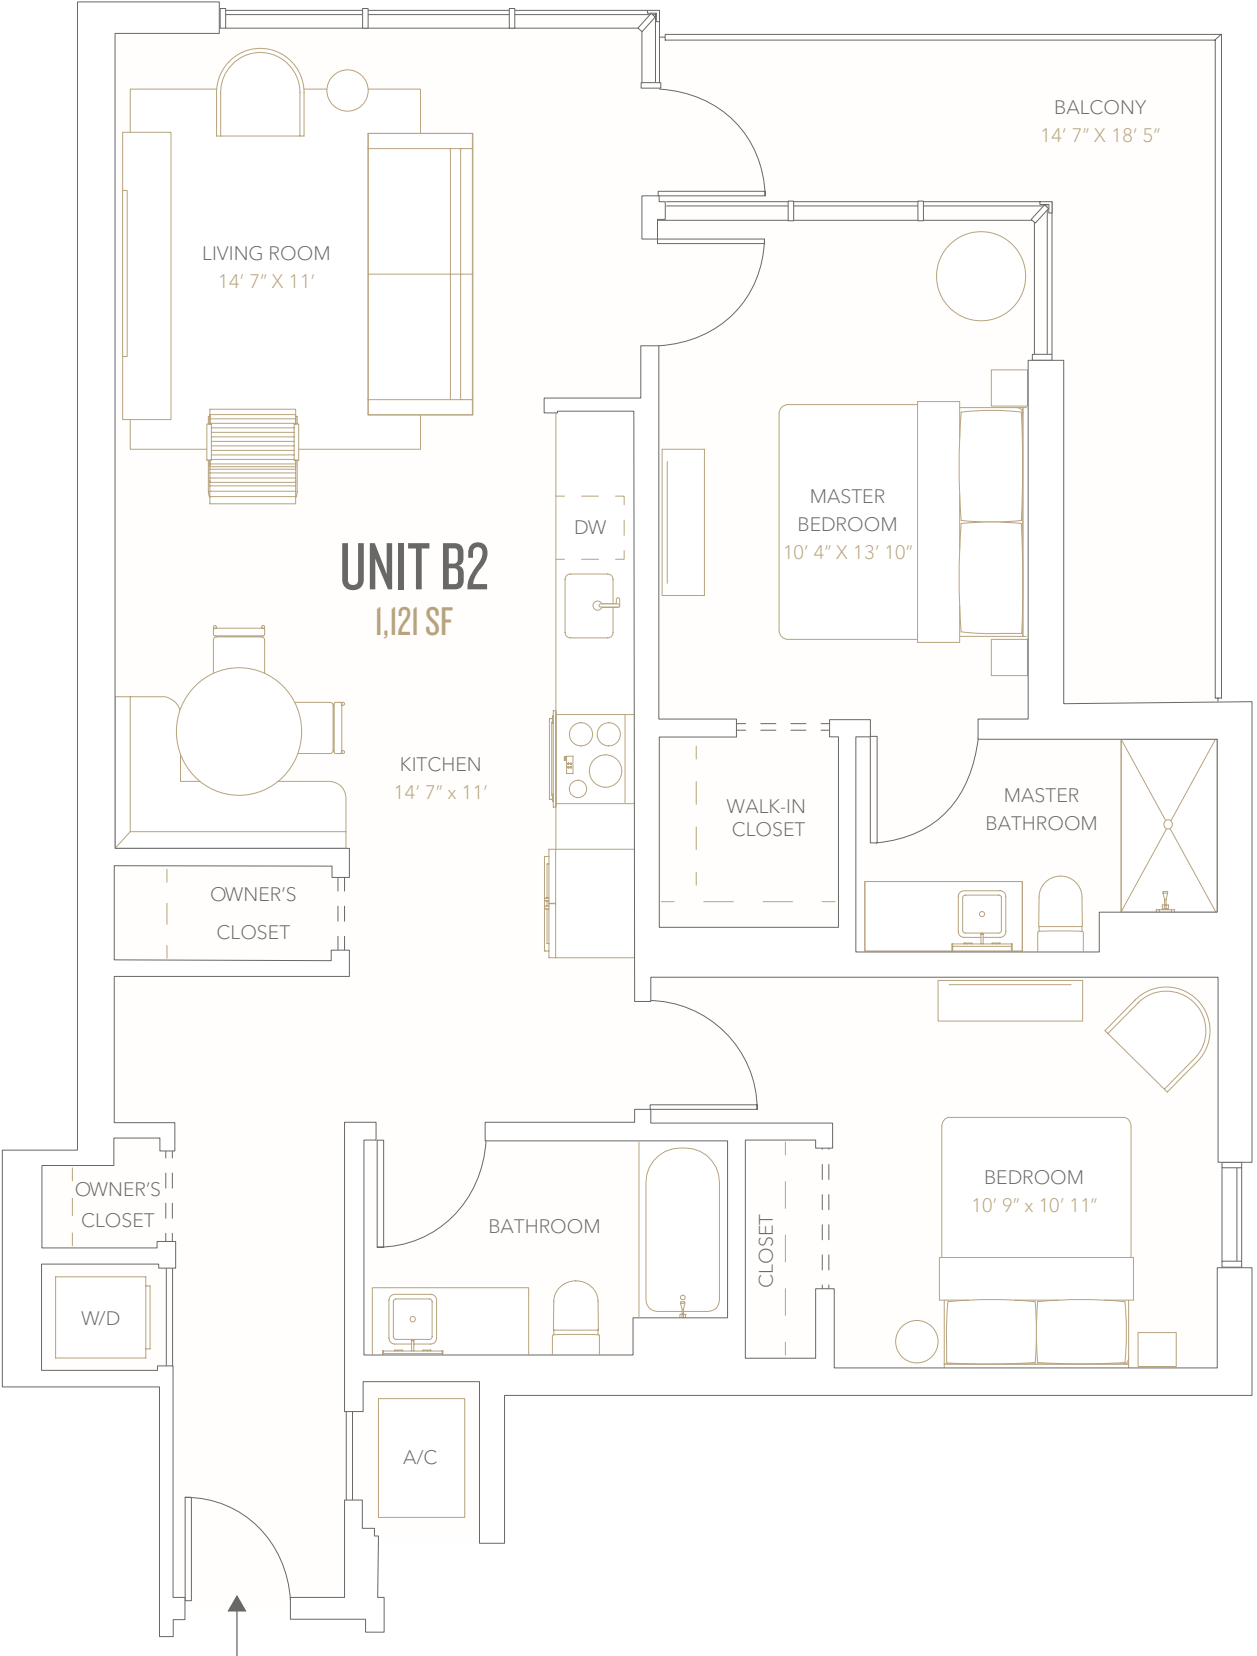 BALCONY
14′ 7″ X 18′ 5″
LIVING ROOM
14′ 7″ X 11′
MASTER
BEDROOM
10′ 4″ X 13′ 10″
DW
UNIT B2
1,121 SF
KITCHEN
14′ 7″ x 11′
WALK-IN
CLOSET
MASTER
BATHROOM
OWNER'S
CLOSET
OWNER'S
CLOSET
BATHROOM
CLOSET
BEDROOM
10′ 9″ x 10′ 11″
W/D
A/C